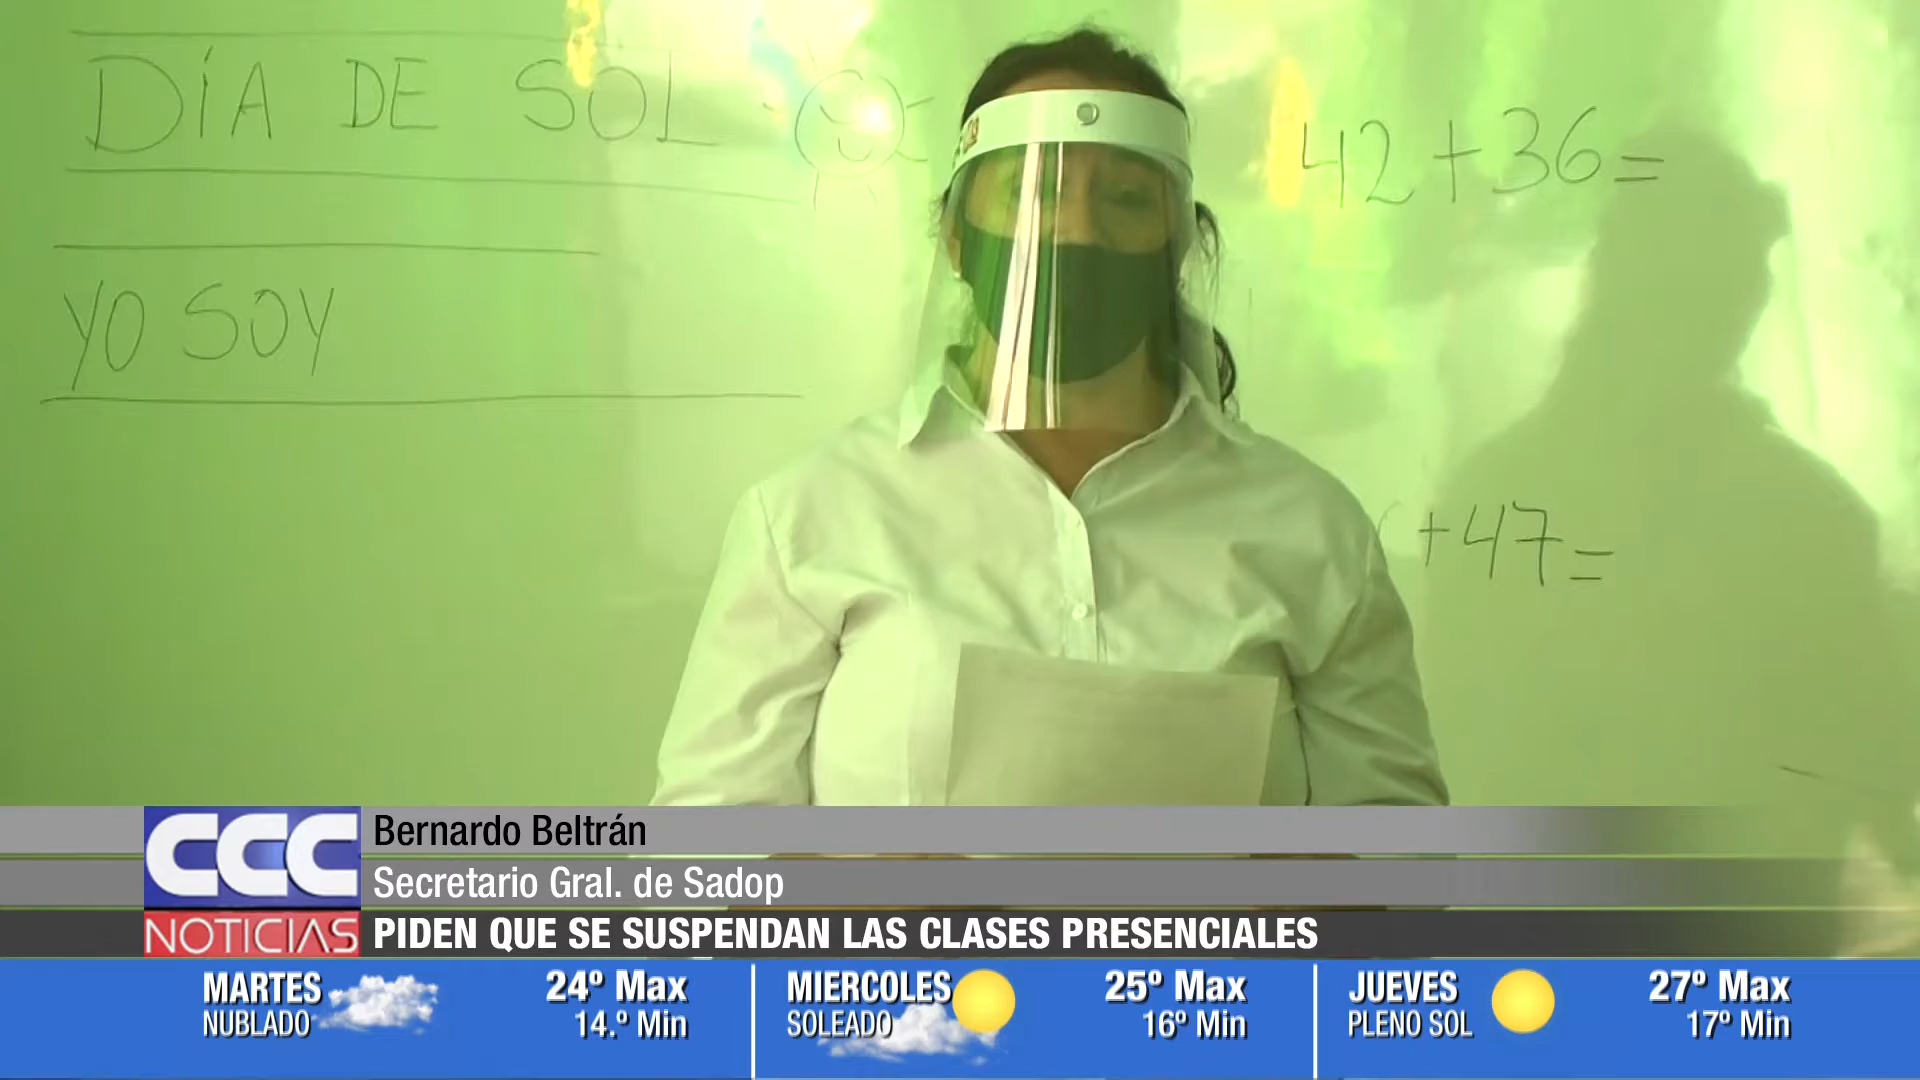 DÍA DE SOL
42+36=
YO SOY
+47=
Bernardo Beltrán
Secretario Gral. de Sadop
CCC
NOTICIAS
PIDEN QUE SE SUSPENDAN LAS CLASES PRESENCIALES
MARTES
NUBLADO
24º Max
14.º Min
MIERCOLES
SOLEADO
25º Max
16º Min
JUEVES
PLENO SOL
27º Max
17º Min